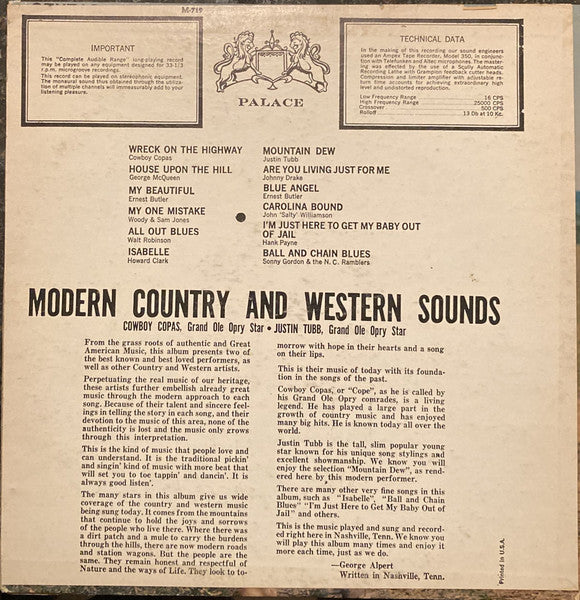 M-719
IMPORTANT
This "Complete Audible Range" long-playing record
may be played on any equipment designed for 33-1/3
r.p.m. microgroove recordings.
This record can be played on stereophonic equipment.
The monaural sound thus obtained through the utiliza-
tion of multiple channels will immeasurably add to your
listening pleasure.
PALACE
TECHNICAL DATA
In the making of this recording our sound engineers
used an Ampex Tape Recorder, Model 350, in conjunc-
tion with Telefunken and Altec microphones. The master-
ing was effected by the use of a Scully Automatic
Recording Lathe with Grampion feedback cutter heads.
Compression and limiter amplifier with adjustable re-
turn time accounts for achieving extraordinary high
level and undistorted reproduction.
Low Frequency Range 16 CPS
High Frequency Range 25000 CPS
Crossover 500 CPS
Rolloff 13 Db at 10 Kc.
WRECK ON THE HIGHWAY
Cowboy Copas
HOUSE UPON THE HILL
George McQueen
MY BEAUTIFUL
Ernest Butler
MY ONE MISTAKE
Woody & Sam Jones
ALL OUT BLUES
Walt Robinson
ISABELLE
Howard Clark
MOUNTAIN DEW
Justin Tubb
ARE YOU LIVING JUST FOR ME
Johnny Drake
BLUE ANGEL
Ernest Butler
CAROLINA BOUND
John 'Salty' Williamson
I'M JUST HERE TO GET MY BABY OUT
OF JAIL
Hank Payne
BALL AND CHAIN BLUES
Sonny Gordon & the N. C. Ramblers
MODERN COUNTRY AND WESTERN SOUNDS
COWBOY COPAS, Grand Ole Opry Star • JUSTIN TUBB, Grand Ole Opry Star
From the grass roots of authentic and Great
American Music, this album presents two of
the best known and best loved performers, as
well as other Country and Western artists.
Perpetuating the real music of our heritage,
these artists further embellish already great
music through the modern approach to each
song. Because of their talent and sincere feel-
ings in telling the story in each song, and their
devotion to the music of this area, none of the
authenticity is lost and the music only grows
through this interpretation.
This is the kind of music that people love and
can understand. It is the traditional pickin'
and singin' kind of music with more beat that
will set you to toe tappin' and dancin'. It is
always good listenin'.
The many stars in this album give us wide
coverage of the country and western music
being sung today. It comes from the mountains
that continue to hold the joys and sorrows
of the people who live there. Where there was
a dirt patch and a mule to carry the burdens
through the hills, there are now modern roads
and station wagons. But the people are the
same. They remain honest and respectful of
Nature and the ways of Life. They look to to-
morrow with hope in their hearts and a song
on their lips.
This is their music of today with its founda-
tion in the songs of the past.
Cowboy Copas, or "Cope", as he is called by
his Grand Ole Opry comrades, is a living
legend. He has played a large part in the
growth of country music and has enjoyed
many big hits. He is known today all over the
world.
Justin Tubb is the tall, slim popular young
star known for his unique song stylings and
excellent showmanship. We know you will
enjoy the selection "Mountain Dew", as rend-
ered here by this modern performer.
There are many other very fine songs in this
album, such as "Isabelle", "Ball and Chain
Blues" "I'm Just Here to Get My Baby Out of
Jail" and others.
This is the music played and sung and record-
ed right here in Nashville, Tenn. We know you
will play this album many times and enjoy it
more each time, just as we do.
—George Alpert
Written in Nashville, Tenn.
Printed in U.S.A.